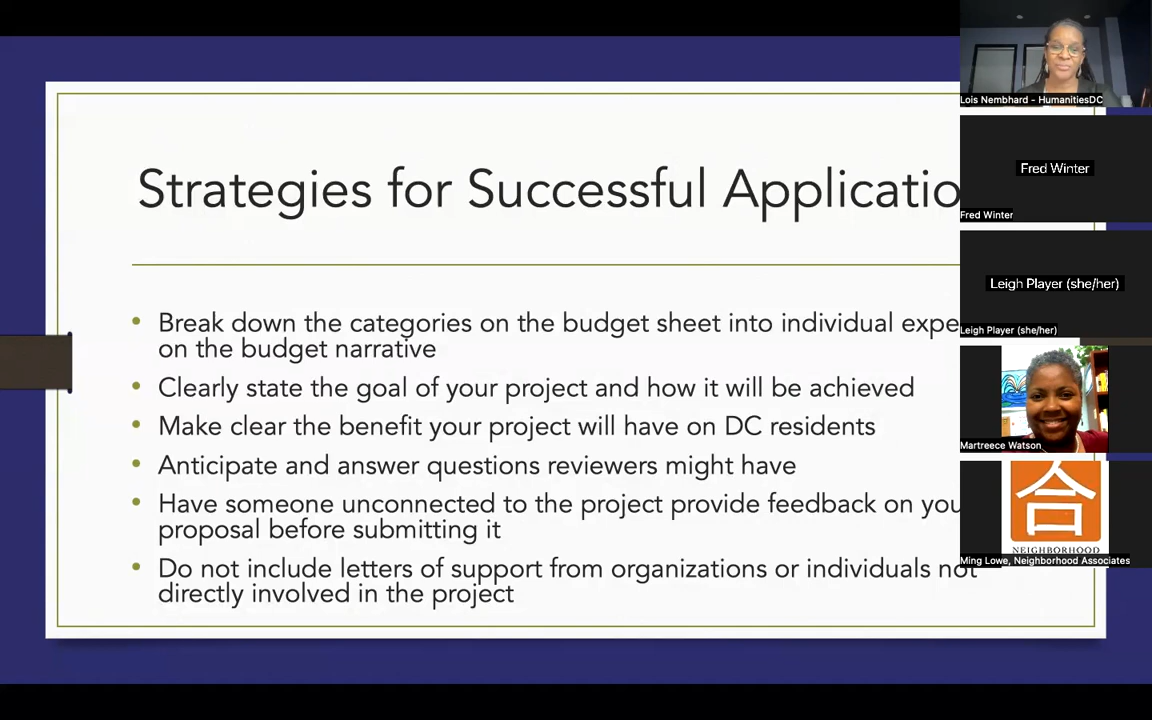 Strategies for Successful Applicatio
Break down the categories on the budget sheet into individual expe
on the budget narrative
Clearly state the goal of your project and how it will be achieved
Make clear the benefit your project will have on DC residents
Anticipate and answer questions reviewers might have
Have someone unconnected to the project provide feedback on you
proposal before submitting it
Do not include letters of support from organizations or individuals not
directly involved in the project
Lois Nembhard - HumanitiesDC
Fred Winter
Fred Winter
Leigh Player (she/her)
Leigh Player (she/her)
Martreece Watson
合
NEIGHBORHOOD
Ming Lowe, Neighborhood Associates